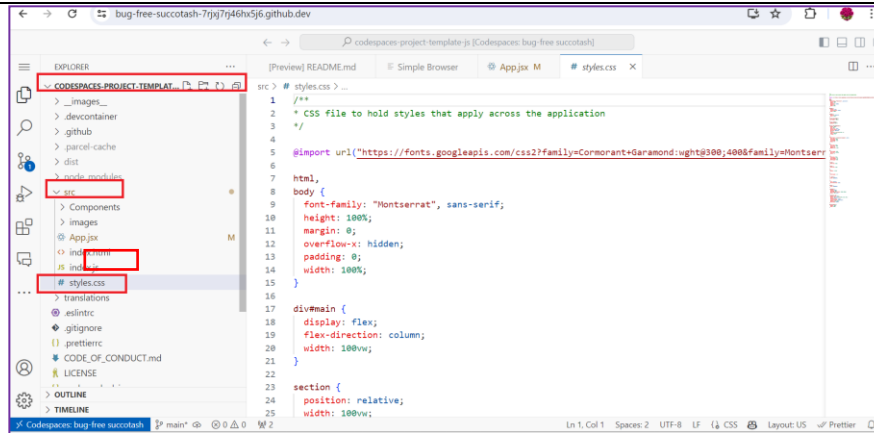 bug-free-succotash-7rjxj7rj46hx5j6.github.dev
codespaces-project-template-js [Codespaces: bug-free succotash]
EXPLORER
[Preview] README.md
Simple Browser
App.jsx M
# styles.css
CODESPACES-PROJECT-TEMPLAT...
src > # styles.css > ...
__images__
.devcontainer
.github
.parcel-cache
dist
node_modules
src
Components
images
App.jsx M
index.html
JS index.js
# styles.css
translations
.eslintrc
.gitignore
{} .prettierrc
CODE_OF_CONDUCT.md
LICENSE
OUTLINE
TIMELINE
1 /**
2 * CSS file to hold styles that apply across the application
3 */
4
5 @import url("https://fonts.googleapis.com/css2?family=Cormorant+Garamond:wght@300;400&family=Montserr
6
7 html,
8 body {
9 font-family: "Montserrat", sans-serif;
10 height: 100%;
11 margin: 0;
12 overflow-x: hidden;
13 padding: 0;
14 width: 100%;
15 }
16
17 div#main {
18 display: flex;
19 flex-direction: column;
20 width: 100vw;
21 }
22
23 section {
24 position: relative;
25 width: 100vw;
Codespaces: bug-free succotash main* 0 0 2 Ln 1, Col 1 Spaces: 2 UTF-8 LF CSS Layout: US Prettier